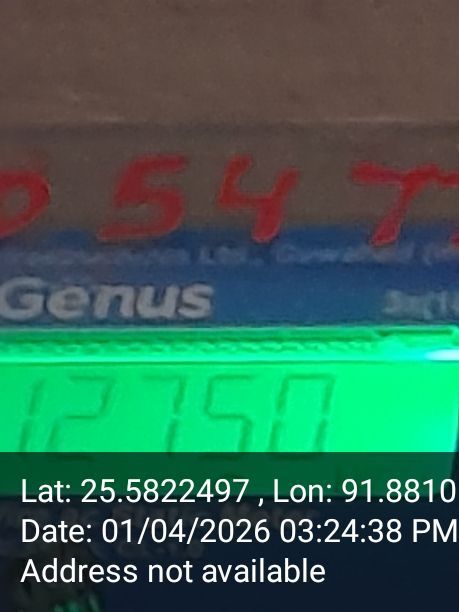 54
Genus
12750
Lat: 25.5822497 , Lon: 91.8810
Date: 01/04/2026 03:24:38 PM
Address not available